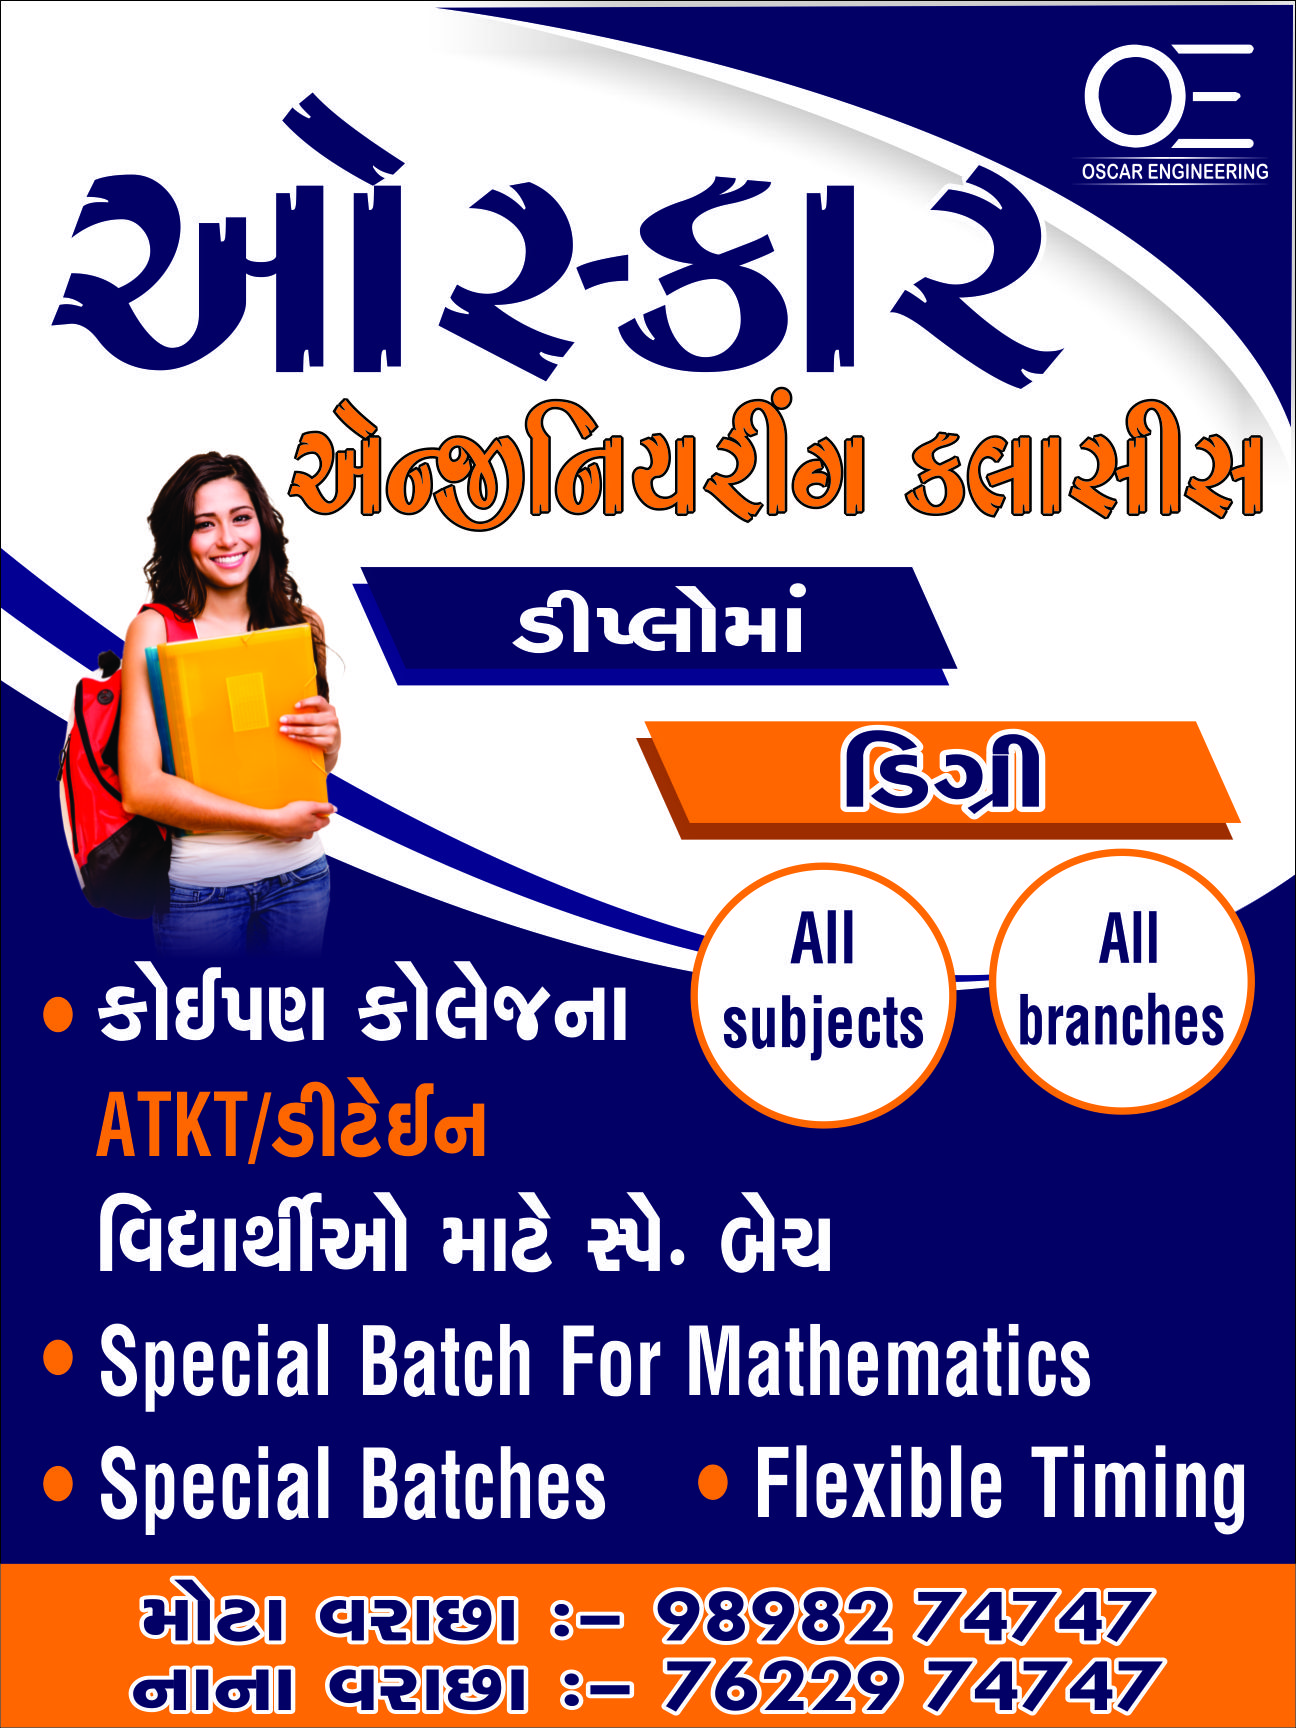 OE
OSCAR ENGINEERING
ઓસ્કાર
એન્જીનિયરીંગ કલાસીસ
ડીપ્લોમાં
ડિગ્રી
All
subjects
All
branches
• કોઈપણ કોલેજના
ATKT/ડીટેઈન
વિદ્યાર્થીઓ માટે સ્પે. બેચ
• Special Batch For Mathematics
• Special Batches • Flexible Timing
મોટા વરાછા :– 98982 74747
નાના વરાછા :– 76229 74747